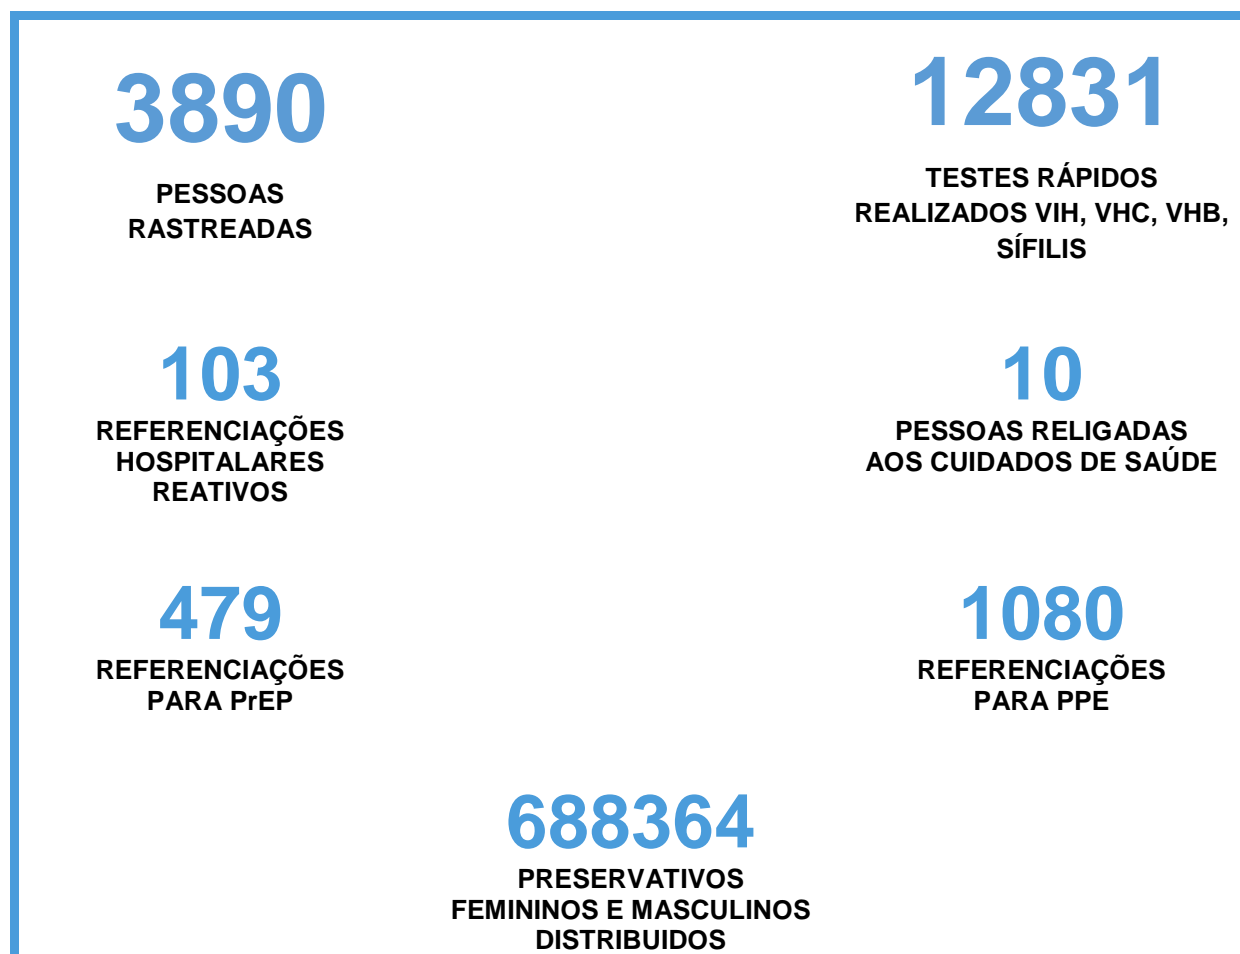 3890
PESSOAS
RASTREADAS
12831
TESTES RÁPIDOS
REALIZADOS VIH, VHC, VHB,
SÍFILIS
103
REFERENCIAÇÕES
HOSPITALARES
REATIVOS
10
PESSOAS RELIGADAS
AOS CUIDADOS DE SAÚDE
479
REFERENCIAÇÕES
PARA PrEP
1080
REFERENCIAÇÕES
PARA PPE
688364
PRESERVATIVOS
FEMININOS E MASCULINOS
DISTRIBUIDOS